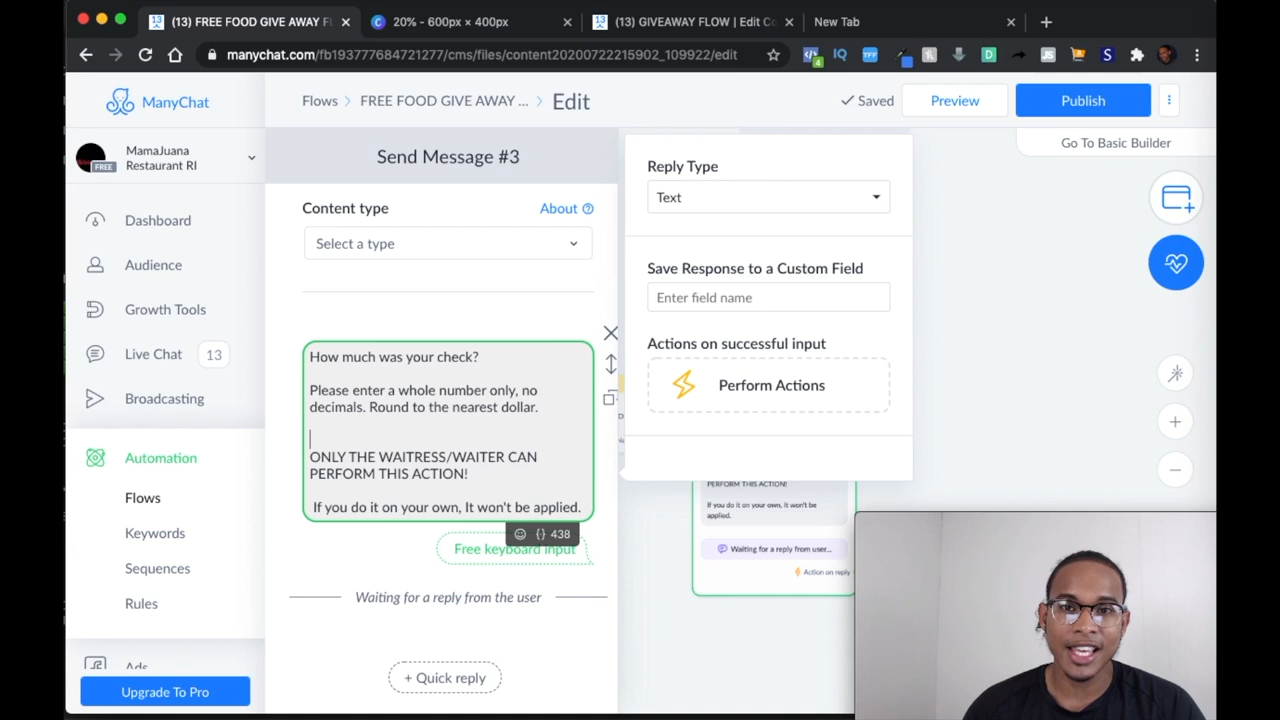 (13) FREE FOOD GIVE AWAY FL
20% - 600px × 400px
(13) GIVEAWAY FLOW | Edit Co
New Tab
manychat.com/fb193777684721277/cms/files/content20200722215902_109922/edit
ManyChat
Flows > FREE FOOD GIVE AWAY ... > Edit
Saved
Preview
Publish
Go To Basic Builder
MamaJuana
Restaurant RI
FREE
Dashboard
Audience
Growth Tools
Live Chat 13
Broadcasting
Automation
Flows
Keywords
Sequences
Rules
Ads
Upgrade To Pro
Send Message #3
Content type
About
Select a type
How much was your check?
Please enter a whole number only, no
decimals. Round to the nearest dollar.
ONLY THE WAITRESS/WAITER CAN
PERFORM THIS ACTION!
If you do it on your own, It won't be applied.
{} 438
Free keyboard input
Waiting for a reply from the user
+ Quick reply
Reply Type
Text
Save Response to a Custom Field
Enter field name
Actions on successful input
Perform Actions
PERFORM THIS ACTION!
If you do it on your own, It won't be
applied.
Waiting for a reply from user...
Action on reply